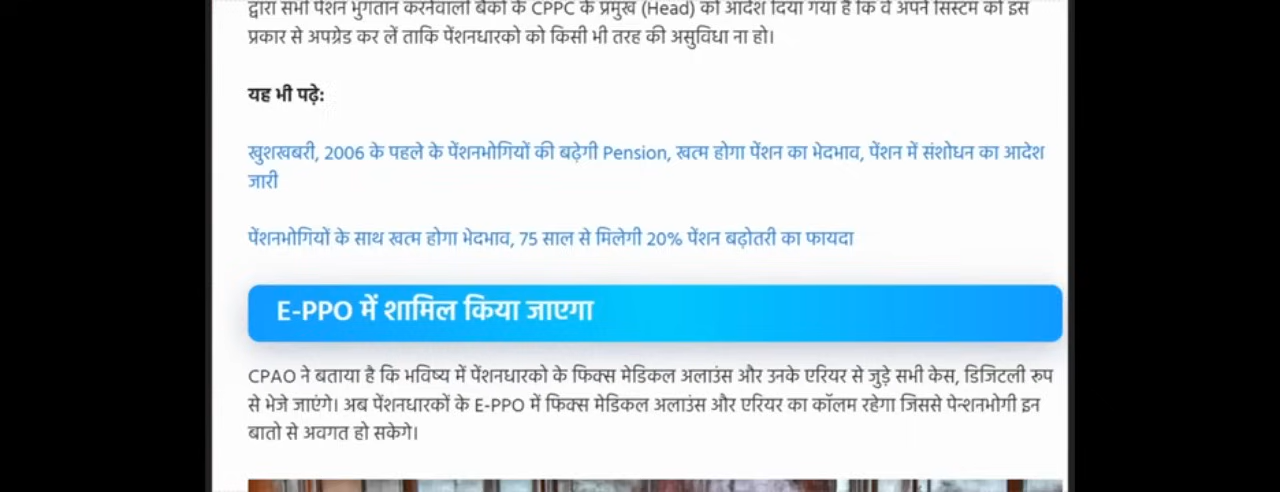 द्वारा सभी पेंशन भुगतान करनेवाली बैंकों के CPPC के प्रमुख (Head) को आदेश दिया गया है कि वे अपने सिस्टम को इस
प्रकार से अपग्रेड कर लें ताकि पेंशनधारको को किसी भी तरह की असुविधा ना हो।
यह भी पढ़े:
खुशखबरी, 2006 के पहले के पेंशनभोगियों की बढ़ेगी Pension, खत्म होगा पेंशन का भेदभाव, पेंशन में संशोधन का आदेश
जारी
पेंशनभोगियों के साथ खत्म होगा भेदभाव, 75 साल से मिलेगी 20% पेंशन बढ़ोतरी का फायदा
E-PPO में शामिल किया जाएगा
CPAO ने बताया है कि भविष्य में पेंशनधारको के फिक्स मेडिकल अलाउंस और उनके एरियर से जुड़े सभी केस, डिजिटली रूप
से भेजे जाएंगे। अब पेंशनधारकों के E-PPO में फिक्स मेडिकल अलाउंस और एरियर का कॉलम रहेगा जिससे पेन्शनभोगी इन
बातो से अवगत हो सकेगे।